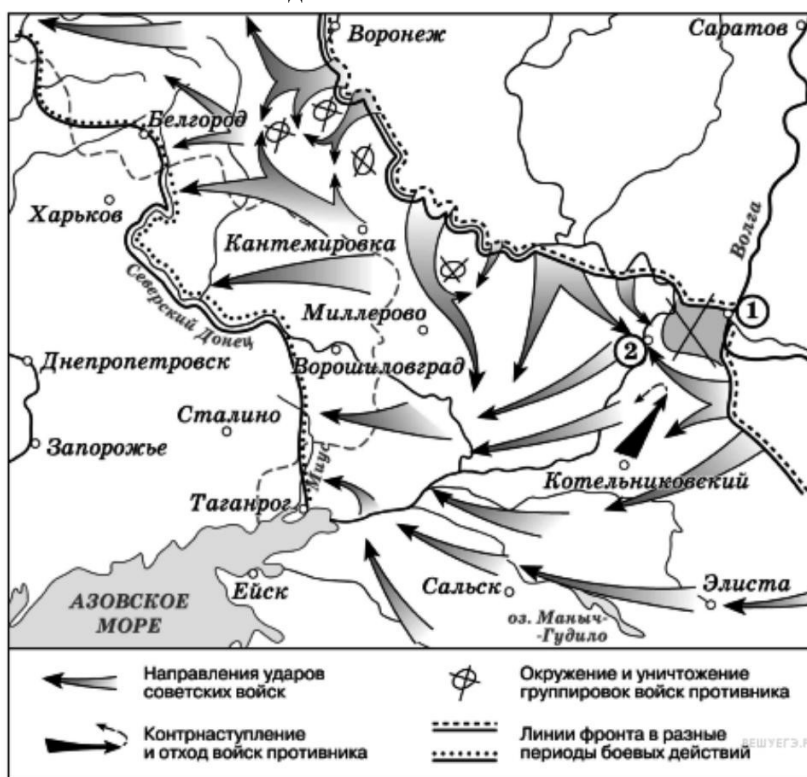 Воронеж
Саратов
Белгород
Волга
Харьков
Кантемировка
Северский Донец
Миллерово
1
2
Днепропетровск
Ворошиловград
Сталино
Запорожье
Миус
Котельниковский
Таганрог
Ейск
Сальск
Элиста
АЗОВСКОЕ
МОРЕ
оз. Маныч-
-Гудило
Направления ударов
советских войск
Окружение и уничтожение
группировок войск противника
Контрнаступление
и отход войск противника
Линии фронта в разные
периоды боевых действий